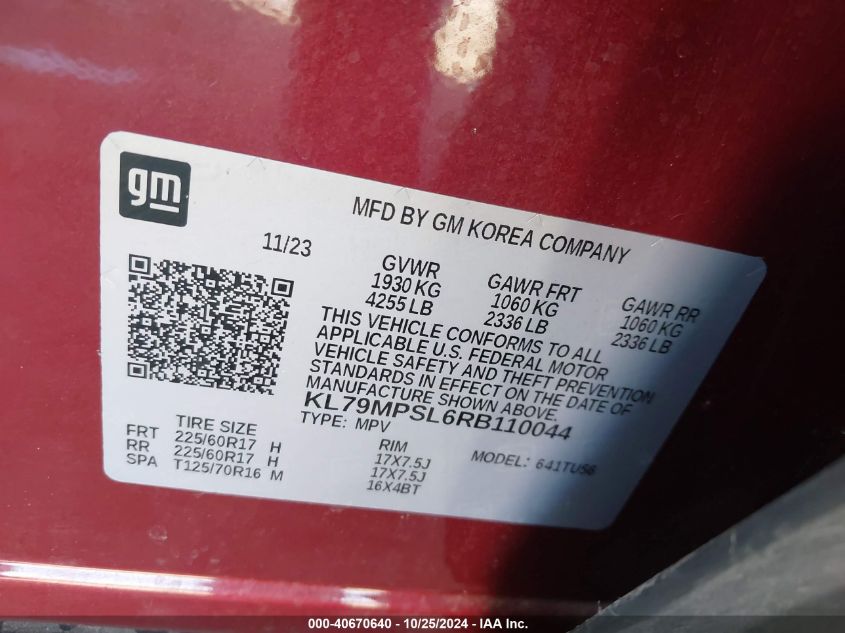 gm
MFD BY GM KOREA COMPANY
11/23
GVWR
1930 KG
4255 LB
GAWR FRT
1060 KG
2336 LB
GAWR RR
1060 KG
2336 LB
THIS VEHICLE CONFORMS TO ALL
APPLICABLE U.S. FEDERAL MOTOR
VEHICLE SAFETY AND THEFT PREVENTION
STANDARDS IN EFFECT ON THE DATE OF
MANUFACTURE SHOWN ABOVE.
KL79MPSL6RB110044
TYPE: MPV
MODEL: 641TUS6
TIRE SIZE
FRT 225/60R17 H
RR 225/60R17 H
SPA T125/70R16 M
RIM
17X7.5J
17X7.5J
16X4BT
000-40670640 - 10/25/2024 - IAA Inc.